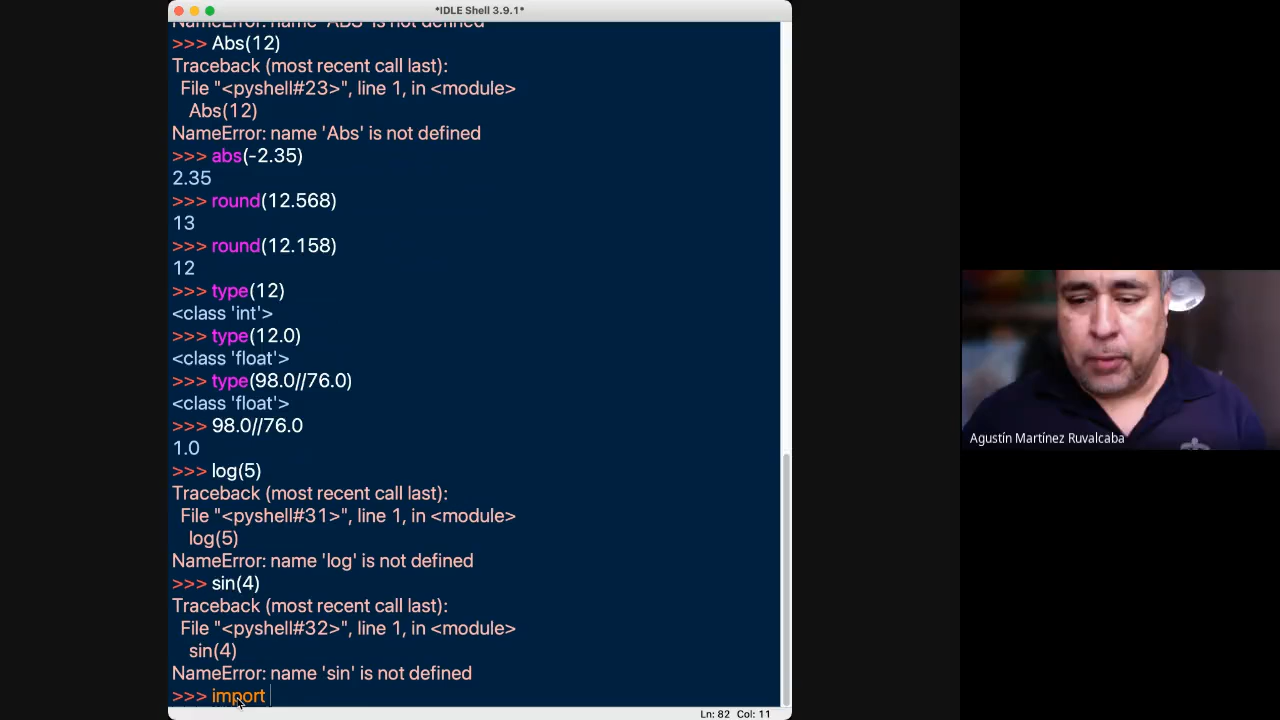 *IDLE Shell 3.9.1*
NameError: name 'ABS' is not defined
>>> Abs(12)
Traceback (most recent call last):
File "<pyshell#23>", line 1, in <module>
Abs(12)
NameError: name 'Abs' is not defined
>>> abs(-2.35)
2.35
>>> round(12.568)
13
>>> round(12.158)
12
>>> type(12)
<class 'int'>
>>> type(12.0)
<class 'float'>
>>> type(98.0//76.0)
<class 'float'>
>>> 98.0//76.0
1.0
>>> log(5)
Traceback (most recent call last):
File "<pyshell#31>", line 1, in <module>
log(5)
NameError: name 'log' is not defined
>>> sin(4)
Traceback (most recent call last):
File "<pyshell#32>", line 1, in <module>
sin(4)
NameError: name 'sin' is not defined
>>> import
Ln: 82 Col: 11
Agustín Martínez Ruvalcaba